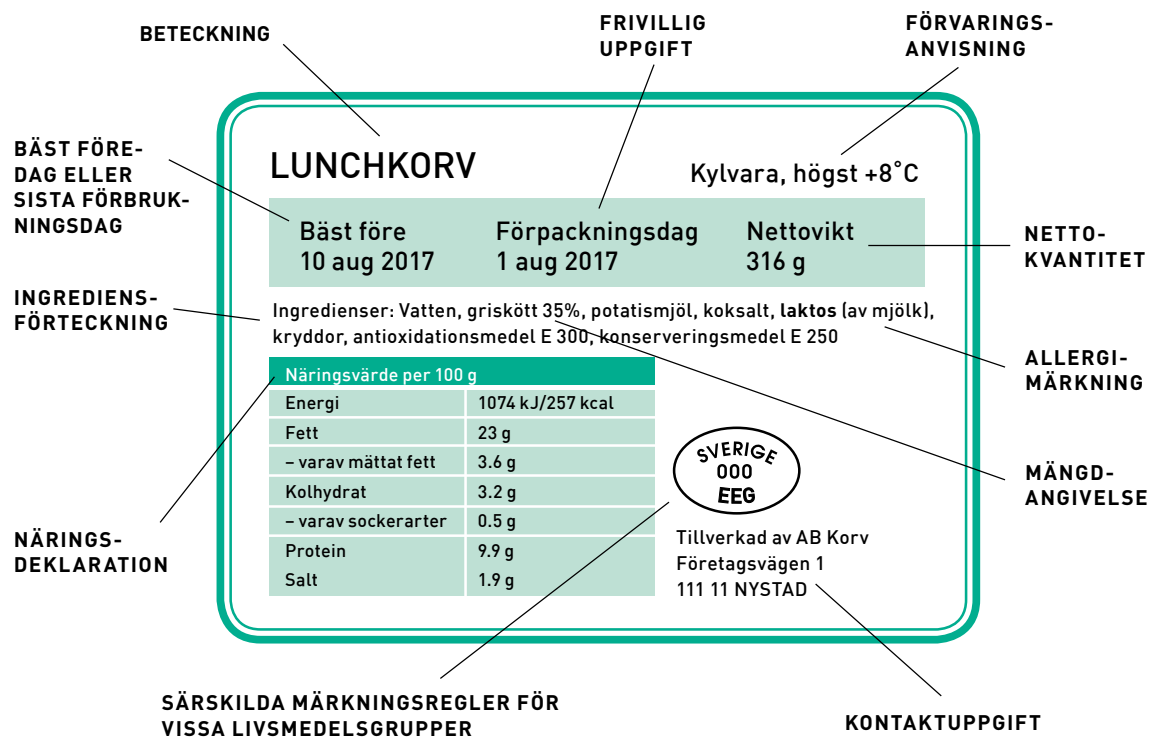 BETECKNING
FRIVILLIG
UPPGIFT
FÖRVARINGS-
ANVISNING
BÄST FÖRE-
DAG ELLER
SISTA FÖRBRUK-
NINGSDAG
LUNCHKORV
Kylvara, högst +8˚C
Bäst före
10 aug 2017
Förpackningsdag
1 aug 2017
Nettovikt
316 g
NETTO-
KVANTITET
INGREDIENS-
FÖRTECKNING
Ingredienser: Vatten, griskött 35%, potatismjöl, koksalt, laktos (av mjölk),
kryddor, antioxidationsmedel E 300, konserveringsmedel E 250
ALLERGI-
MÄRKNING
Näringsvärde per 100 g
Energi 1074 kJ/257 kcal
Fett 23 g
– varav mättat fett 3.6 g
Kolhydrat 3.2 g
– varav sockerarter 0.5 g
Protein 9.9 g
Salt 1.9 g
SVERIGE
000
EEG
MÄNGD-
ANGIVELSE
NÄRINGS-
DEKLARATION
Tillverkad av AB Korv
Företagsvägen 1
111 11 NYSTAD
SÄRSKILDA MÄRKNINGSREGLER FÖR
VISSA LIVSMEDELSGRUPPER
KONTAKTUPPGIFT